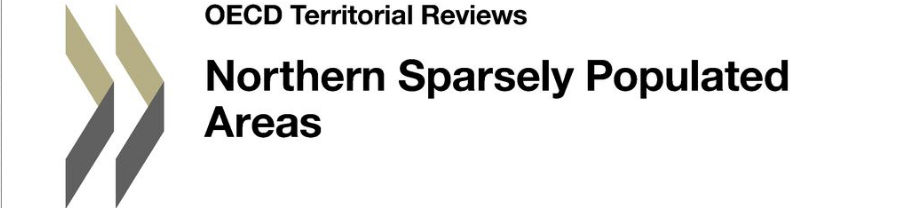 OECD Territorial Reviews
Northern Sparsely Populated
Areas